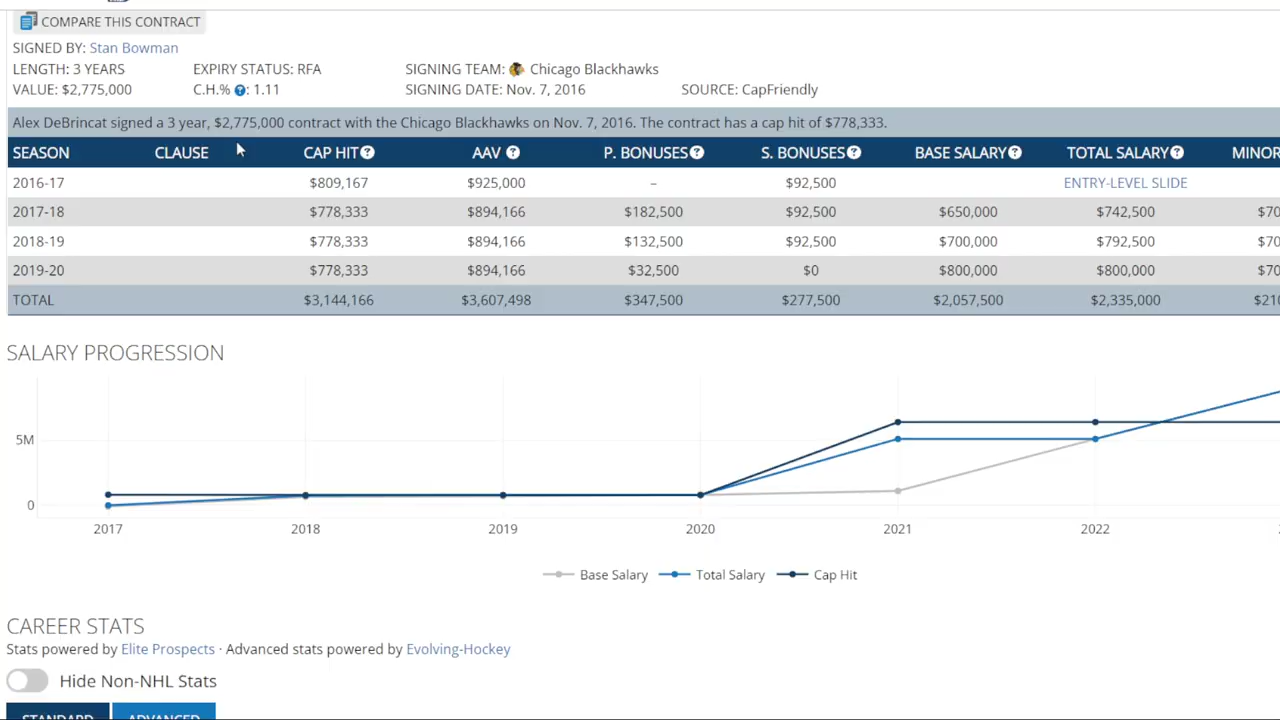 COMPARE THIS CONTRACT
SIGNED BY: Stan Bowman
LENGTH: 3 YEARS EXPIRY STATUS: RFA SIGNING TEAM: Chicago Blackhawks
VALUE: $2,775,000 C.H.% ?: 1.11 SIGNING DATE: Nov. 7, 2016 SOURCE: CapFriendly
Alex DeBrincat signed a 3 year, $2,775,000 contract with the Chicago Blackhawks on Nov. 7, 2016. The contract has a cap hit of $778,333.
SEASON CLAUSE CAP HIT ? AAV ? P. BONUSES ? S. BONUSES ? BASE SALARY ? TOTAL SALARY ? MINOR
2016-17 $809,167 $925,000 – $92,500 ENTRY-LEVEL SLIDE
2017-18 $778,333 $894,166 $182,500 $92,500 $650,000 $742,500 $70
2018-19 $778,333 $894,166 $132,500 $92,500 $700,000 $792,500 $70
2019-20 $778,333 $894,166 $32,500 $0 $800,000 $800,000 $70
TOTAL $3,144,166 $3,607,498 $347,500 $277,500 $2,057,500 $2,335,000 $210
SALARY PROGRESSION
5M
0
2017 2018 2019 2020 2021 2022
Base Salary Total Salary Cap Hit
CAREER STATS
Stats powered by Elite Prospects · Advanced stats powered by Evolving-Hockey
Hide Non-NHL Stats
STANDARD ADVANCED